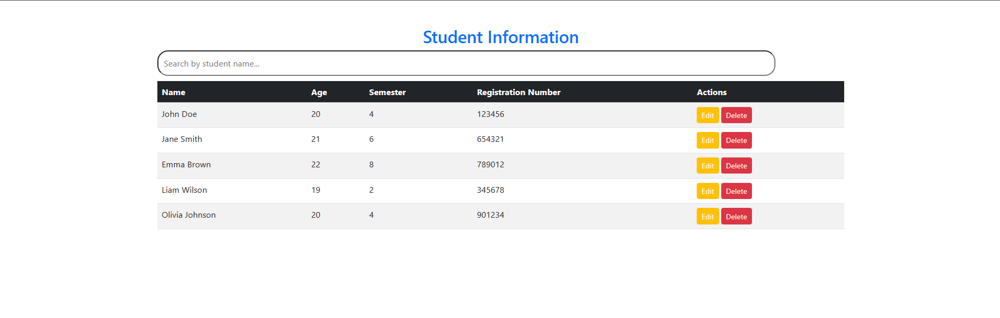 Student Information
Search by student name...
Name Age Semester Registration Number Actions
John Doe 20 4 123456 Edit Delete
Jane Smith 21 6 654321 Edit Delete
Emma Brown 22 8 789012 Edit Delete
Liam Wilson 19 2 345678 Edit Delete
Olivia Johnson 20 4 901234 Edit Delete